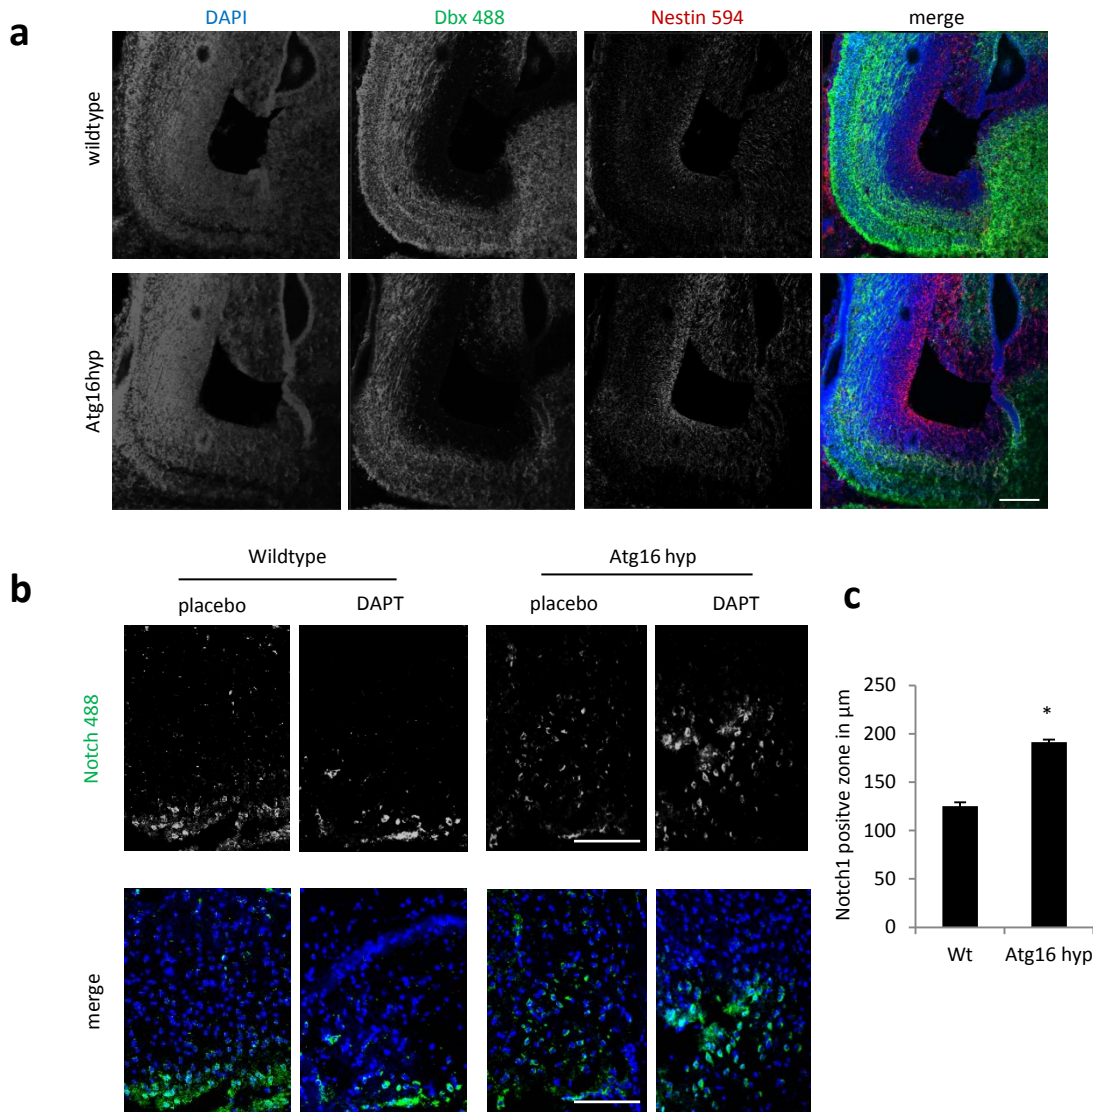 a
DAPI
Dbx 488
Nestin 594
merge
wildtype
Atg16hyp
b
Wildtype
Atg16 hyp
placebo
DAPT
placebo
DAPT
Notch 488
merge
c
Notch1 positve zone in µm
250
200
150
100
50
0
*
Wt
Atg16 hyp